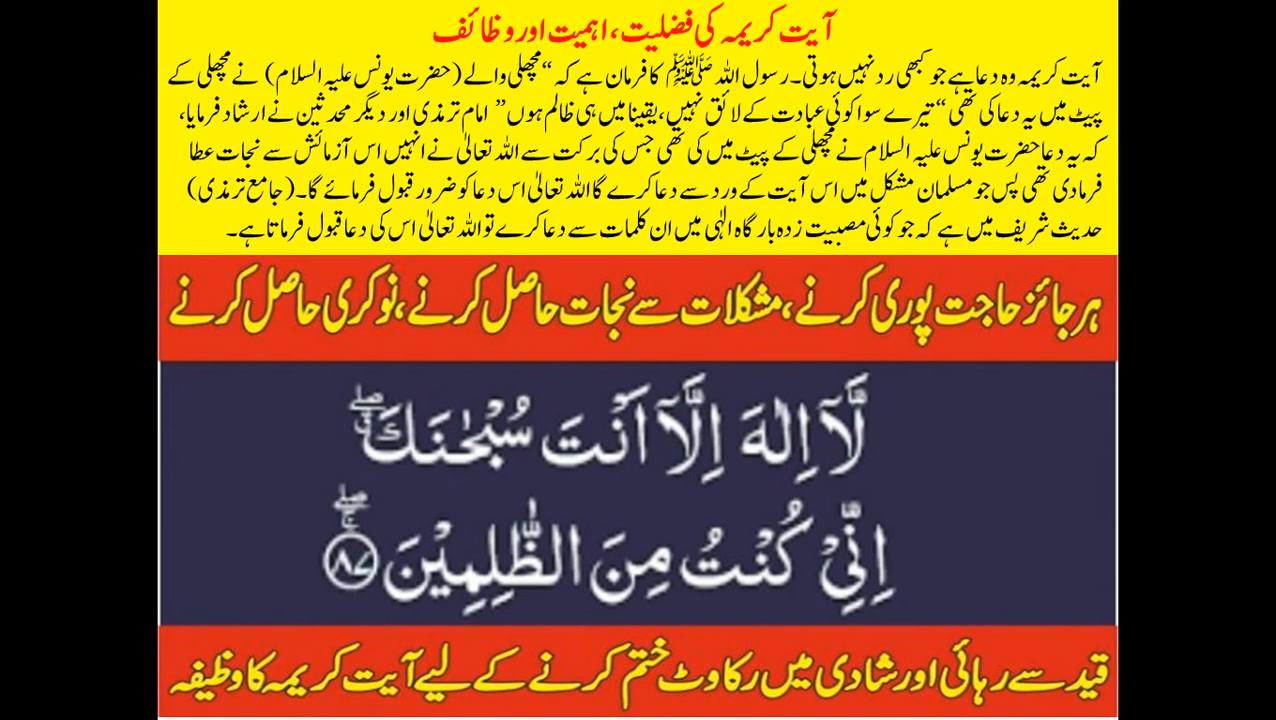 آیت کریمہ کی فضلیت، اہمیت اور وظائف
آیت کریمہ وہ دعا ہے جو کبھی رد نہیں ہوتی۔ رسول اللہ ﷺ کا فرمان ہے کہ “مچھلی والے (حضرت یونس علیہ السلام) نے مچھلی کے
پیٹ میں یہ دعا کی تھی “تیرے سوا کوئی عبادت کے لائق نہیں، یقینا میں ہی ظالم ہوں” امام ترمذی اور دیگر محدثین نے ارشاد فرمایا،
کہ یہ دعا حضرت یونس علیہ السلام نے مچھلی کے پیٹ میں کی تھی جس کی برکت سے اللہ تعالیٰ نے انہیں اس آزمائش سے نجات عطا
فرمادی تھی پس جو مسلمان مشکل میں اس آیت کے ورد سے دعا کرے گا اللہ تعالیٰ اس دعا کو ضرور قبول فرمائے گا۔ (جامع ترمذی)
حدیث شریف میں ہے کہ جو کوئی مصبیت زدہ بار گاہ الٰہی میں ان کلمات سے دعا کرے تو اللہ تعالیٰ اس کی دعا قبول فرماتا ہے۔
ہر جائز حاجت پوری کرنے، مشکلات سے نجات حاصل کرنے، نوکری حاصل کرنے
لَّاۤ اِلٰهَ اِلَّاۤ اَنْتَ سُبْحٰنَكَ ۖۗ
اِنِّیْ كُنْتُ مِنَ الظّٰلِمِیْنَ ۚۖ۝۸۷
قید سے رہائی اور شادی میں رکاوٹ ختم کرنے کے لیے آیت کریمہ کا وظیفہ